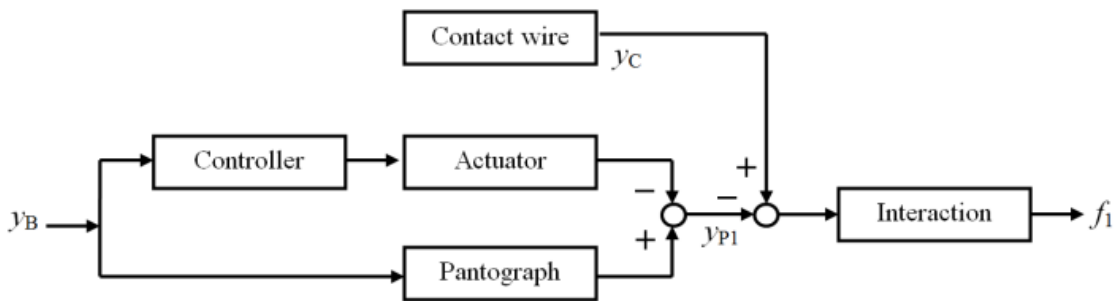 Contact wire
yC
Controller
Actuator
−
+
yB
+
−
yP1
Interaction
f1
Pantograph